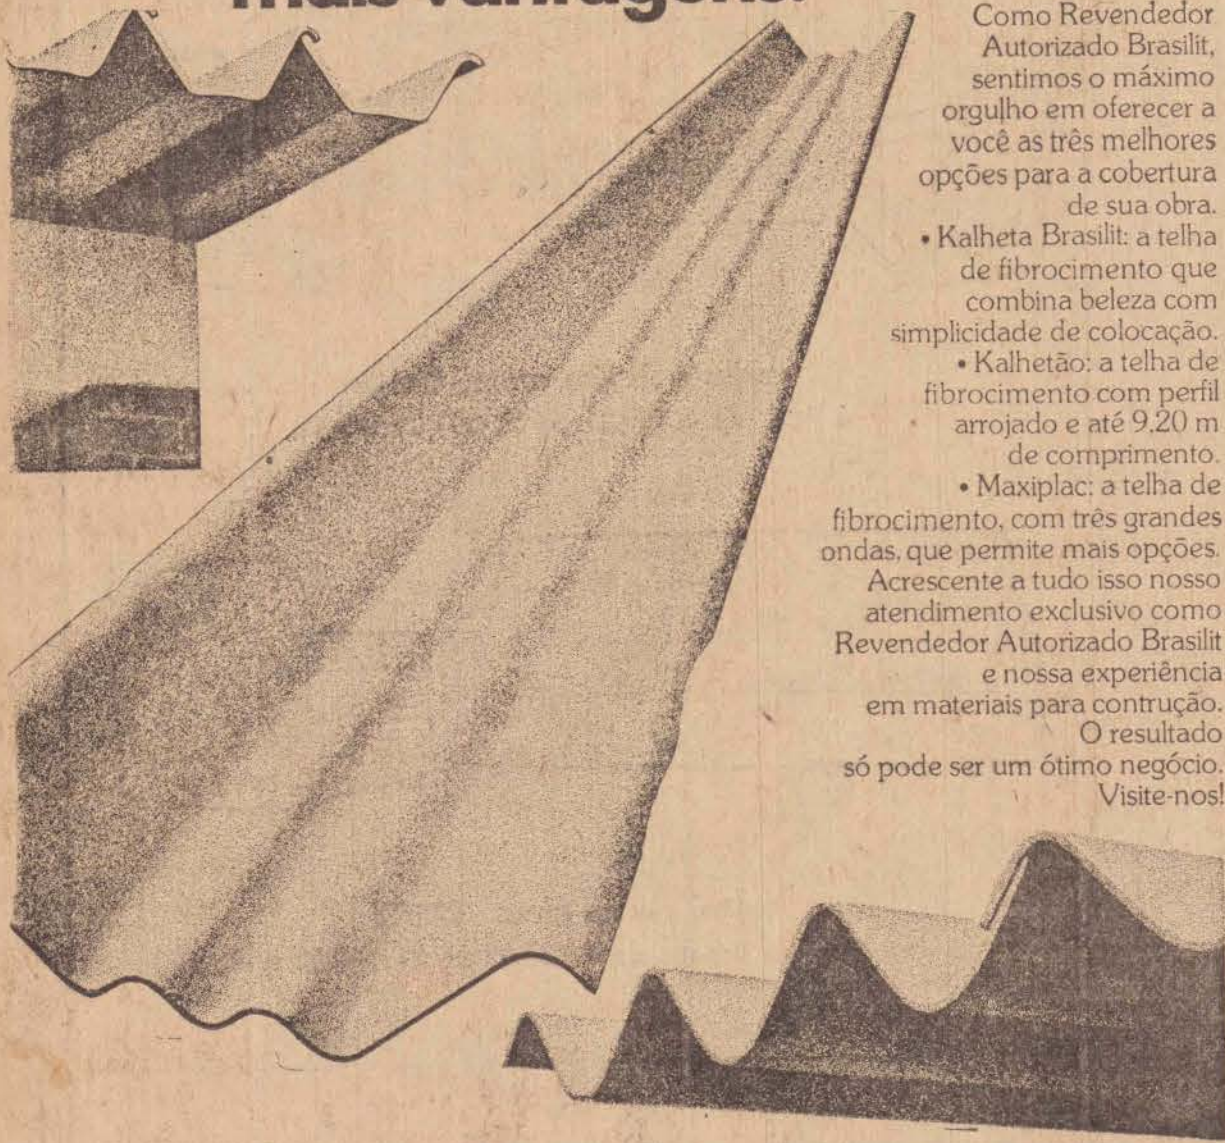 mais vantagens.
Como Revendedor
Autorizado Brasilit,
sentimos o máximo
orgulho em oferecer a
você as três melhores
opções para a cobertura
de sua obra.
• Kalheta Brasilit: a telha
de fibrocimento que
combina beleza com
simplicidade de colocação.
• Kalhetão: a telha de
fibrocimento com perfil
arrojado e até 9,20 m
de comprimento.
• Maxiplac: a telha de
fibrocimento, com três grandes
ondas, que permite mais opções.
Acrescente a tudo isso nosso
atendimento exclusivo como
Revendedor Autorizado Brasilit
e nossa experiência
em materiais para contrução.
O resultado
só pode ser um ótimo negócio.
Visite-nos!